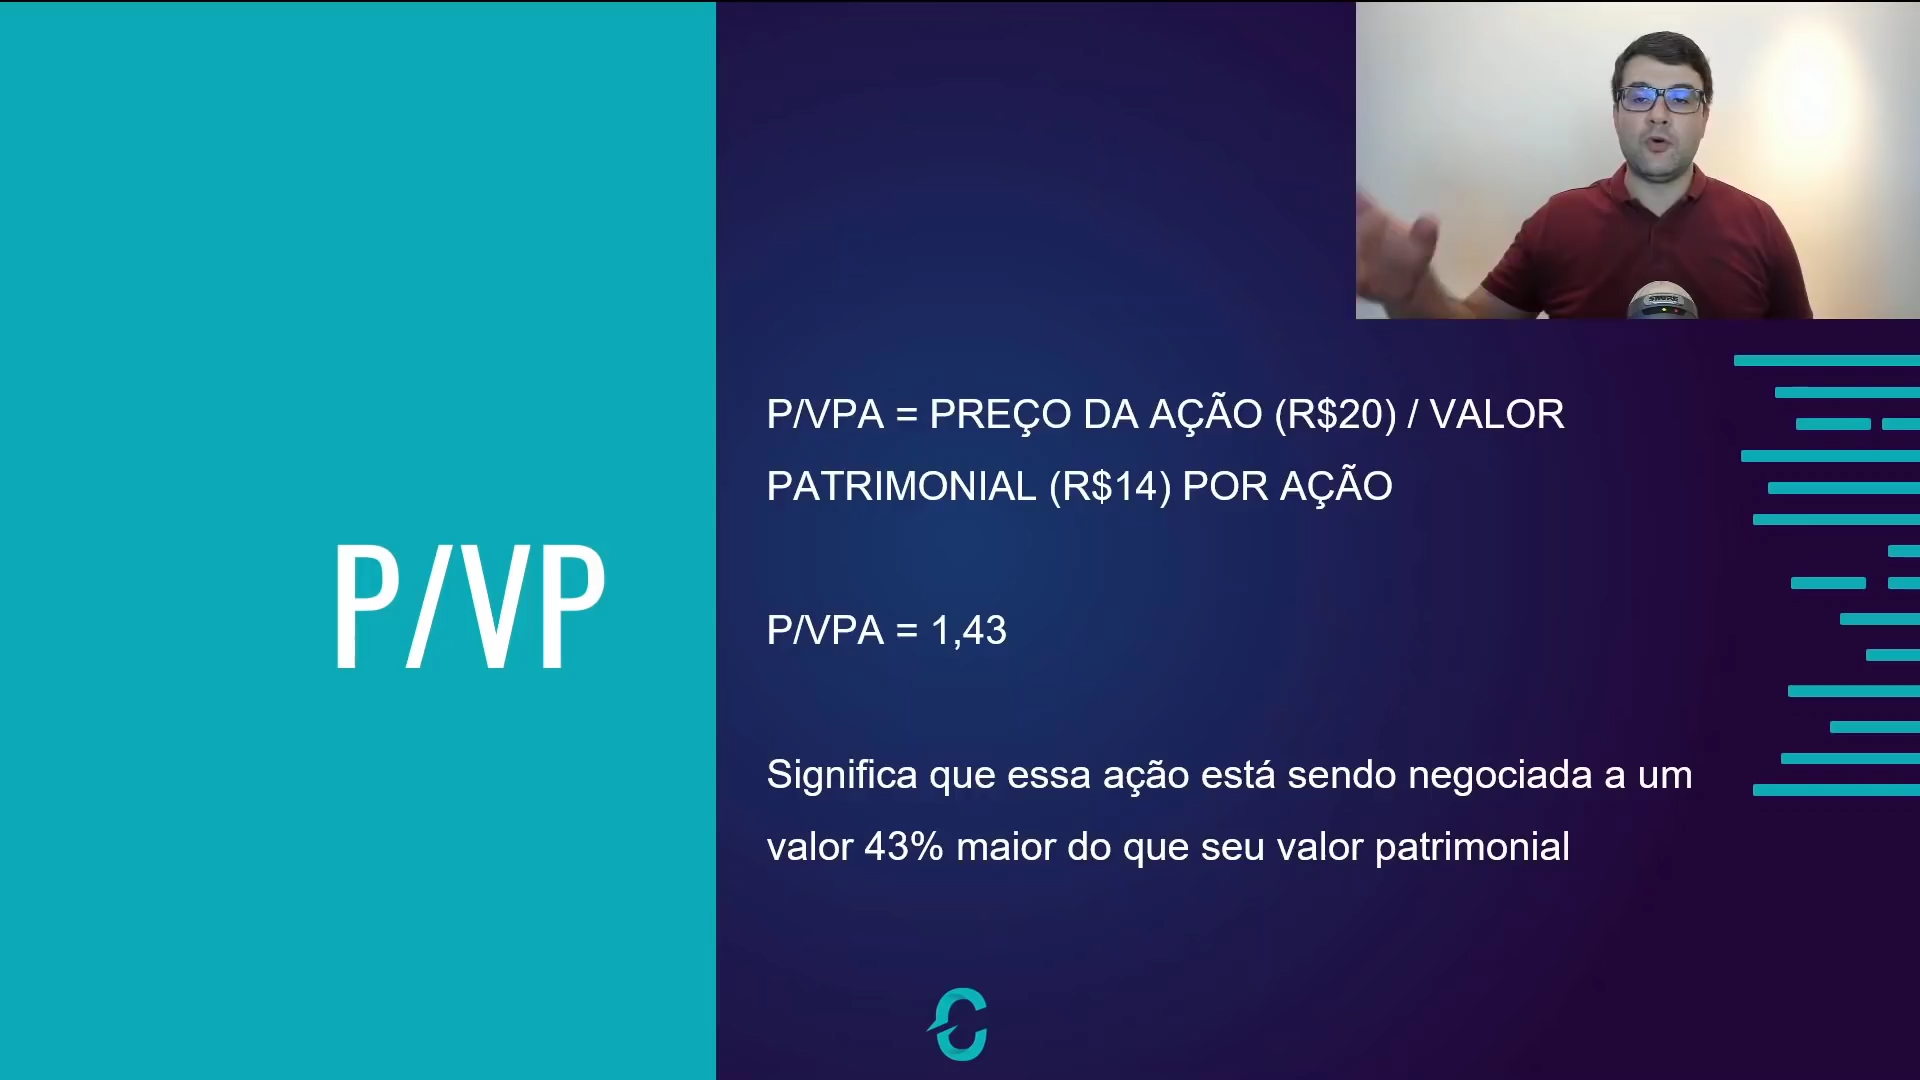 P/VP
P/VPA = PREÇO DA AÇÃO (R$20) / VALOR
PATRIMONIAL (R$14) POR AÇÃO
P/VPA = 1,43
Significa que essa ação está sendo negociada a um
valor 43% maior do que seu valor patrimonial
SHURE